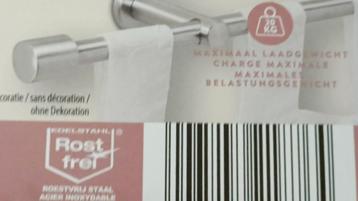 20
KG
MAXIMAAL LAADGEWICHT
CHARGE MAXIMALE
MAXIMALES
BELASTUNGSGEWICHT
coratie / sans décoration /
ohne Dekoration
EDELSTAHL
Rost
frei
®
ROESTVRIJ STAAL
ACIER INOXYDABLE